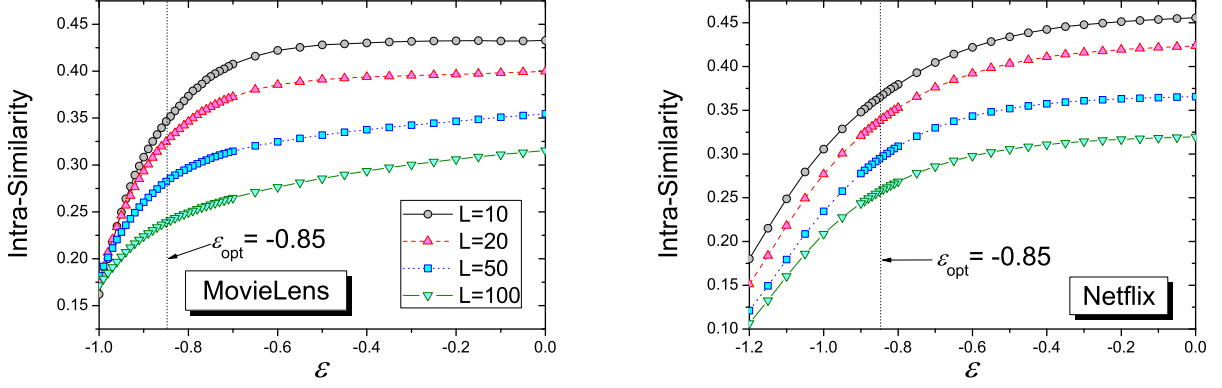 Intra-Similarity
0.45
0.40
0.35
0.30
0.25
0.20
0.15
-1.0 -0.8 -0.6 -0.4 -0.2 0.0
ε
εopt = -0.85
MovieLens
L=10
L=20
L=50
L=100
Intra-Similarity
0.45
0.40
0.35
0.30
0.25
0.20
0.15
0.10
-1.2 -1.0 -0.8 -0.6 -0.4 -0.2 0.0
ε
εopt = -0.85
Netflix